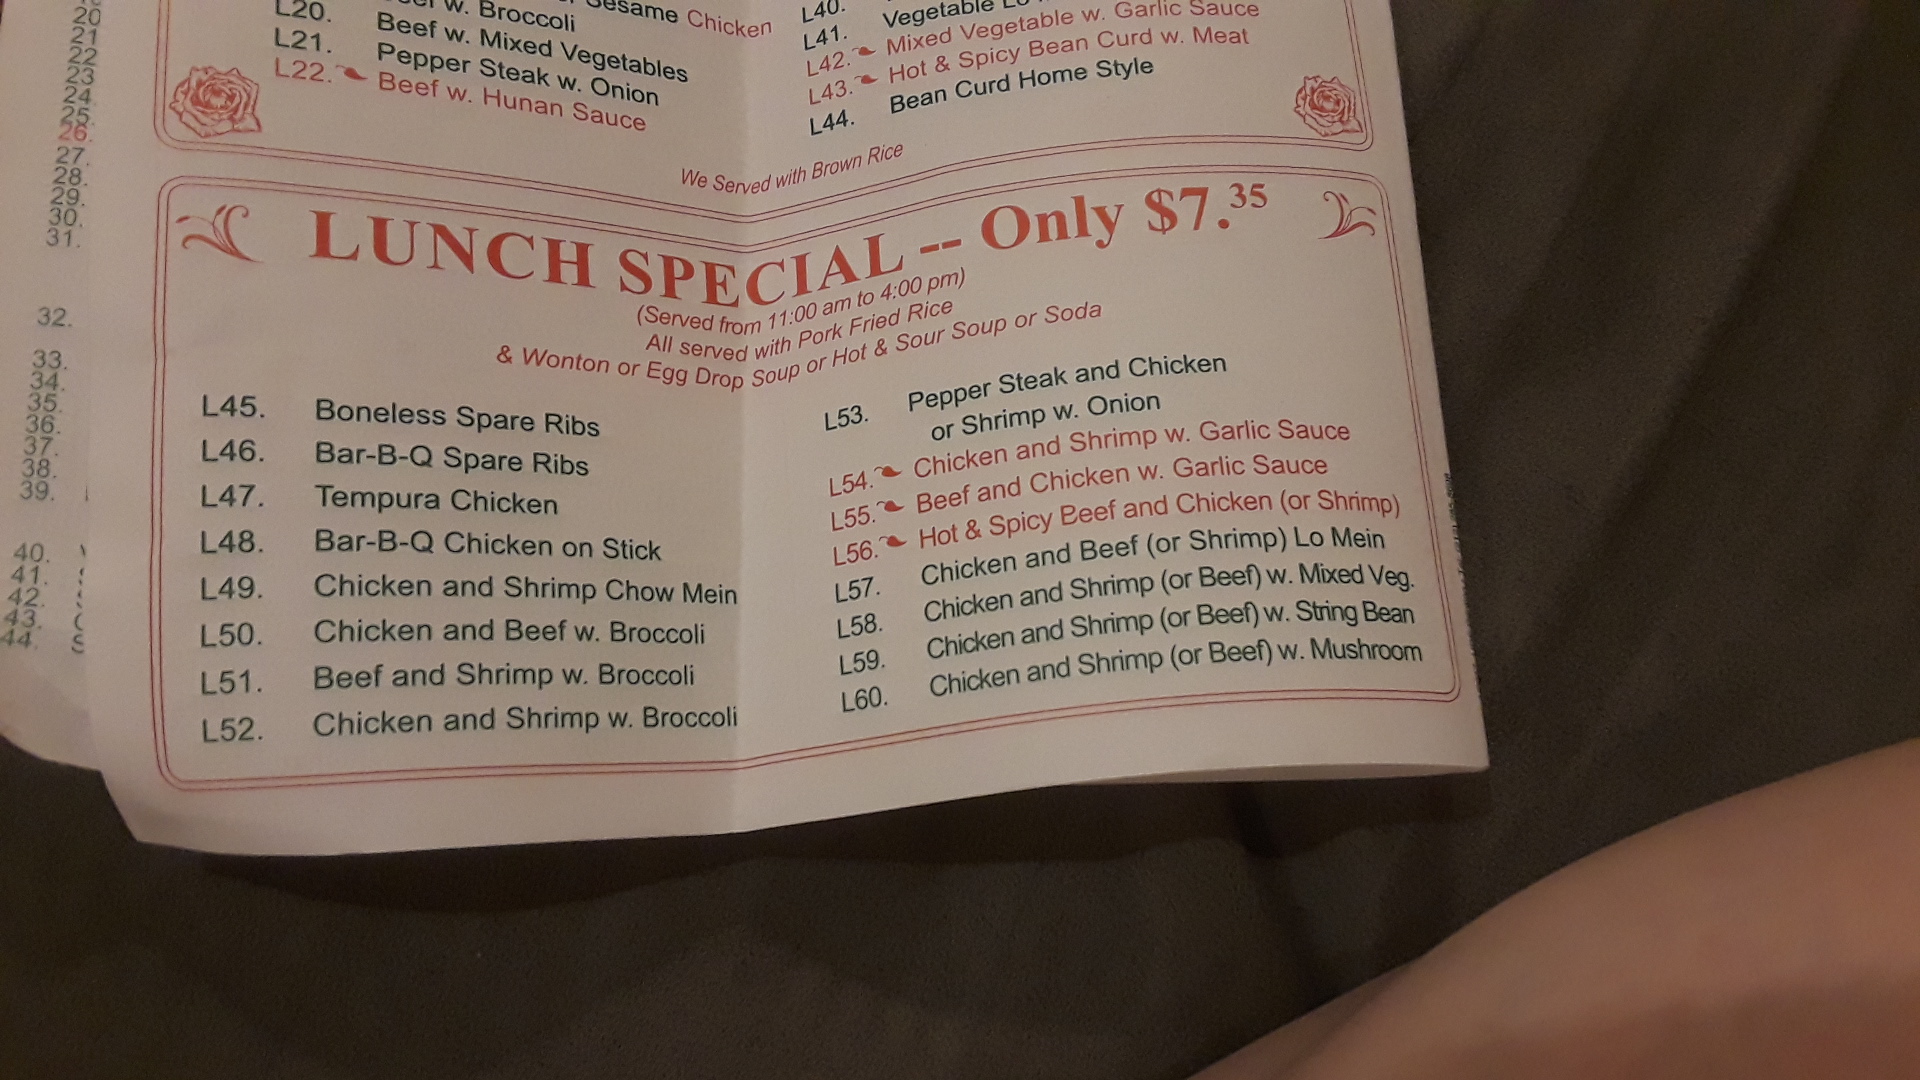 20
21
22
23
24.
25.
26.
27.
28.
29.
30.
31.
32.
33.
34.
35.
36.
37.
38.
39.
40.
41.
42.
43.
44.
w. Broccoli
L20. Beef w. Mixed Vegetables
L21. Pepper Steak w. Onion
L22. Beef w. Hunan Sauce
Sesame Chicken
L40. Vegetable
L41. Mixed Vegetable w. Garlic Sauce
L42. Hot & Spicy Bean Curd w. Meat
L43. Bean Curd Home Style
L44.
We Served with Brown Rice
LUNCH SPECIAL -- Only $7.35
(Served from 11:00 am to 4:00 pm)
All served with Pork Fried Rice
& Wonton or Egg Drop Soup or Hot & Sour Soup or Soda
L45. Boneless Spare Ribs
L46. Bar-B-Q Spare Ribs
L47. Tempura Chicken
L48. Bar-B-Q Chicken on Stick
L49. Chicken and Shrimp Chow Mein
L50. Chicken and Beef w. Broccoli
L51. Beef and Shrimp w. Broccoli
L52. Chicken and Shrimp w. Broccoli
L53. Pepper Steak and Chicken
or Shrimp w. Onion
L54. Chicken and Shrimp w. Garlic Sauce
L55. Beef and Chicken w. Garlic Sauce
L56. Hot & Spicy Beef and Chicken (or Shrimp)
L57. Chicken and Beef (or Shrimp) Lo Mein
L58. Chicken and Shrimp (or Beef) w. Mixed Veg.
L59. Chicken and Shrimp (or Beef) w. String Bean
L60. Chicken and Shrimp (or Beef) w. Mushroom